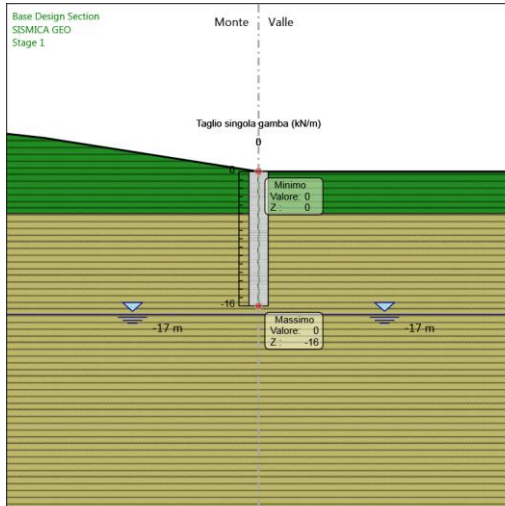 Base Design Section
SISMICA GEO
Stage 1
Monte
Valle
Taglio singola gamba (kN/m)
0
0
Minimo
Valore: 0
Z : 0
-16
Massimo
Valore: 0
Z : -16
-17 m
-17 m